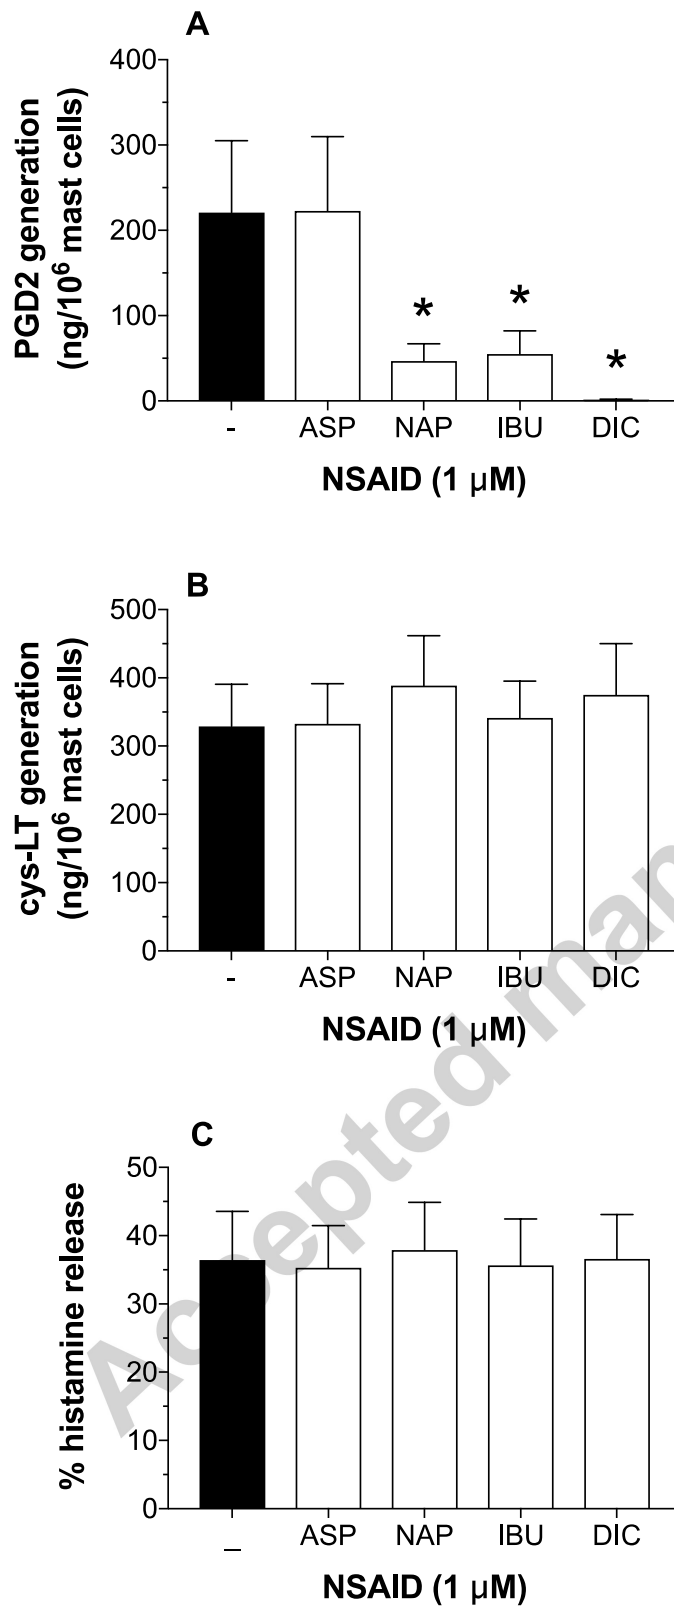 A
PGD2 generation
(ng/10⁶ mast cells)
400
300
200
100
0
- ASP NAP IBU DIC
* * *
NSAID (1 µM)
B
cys-LT generation
(ng/10⁶ mast cells)
500
400
300
200
100
0
- ASP NAP IBU DIC
NSAID (1 µM)
C
% histamine release
50
40
30
20
10
0
_ ASP NAP IBU DIC
NSAID (1 µM)
Accepted man